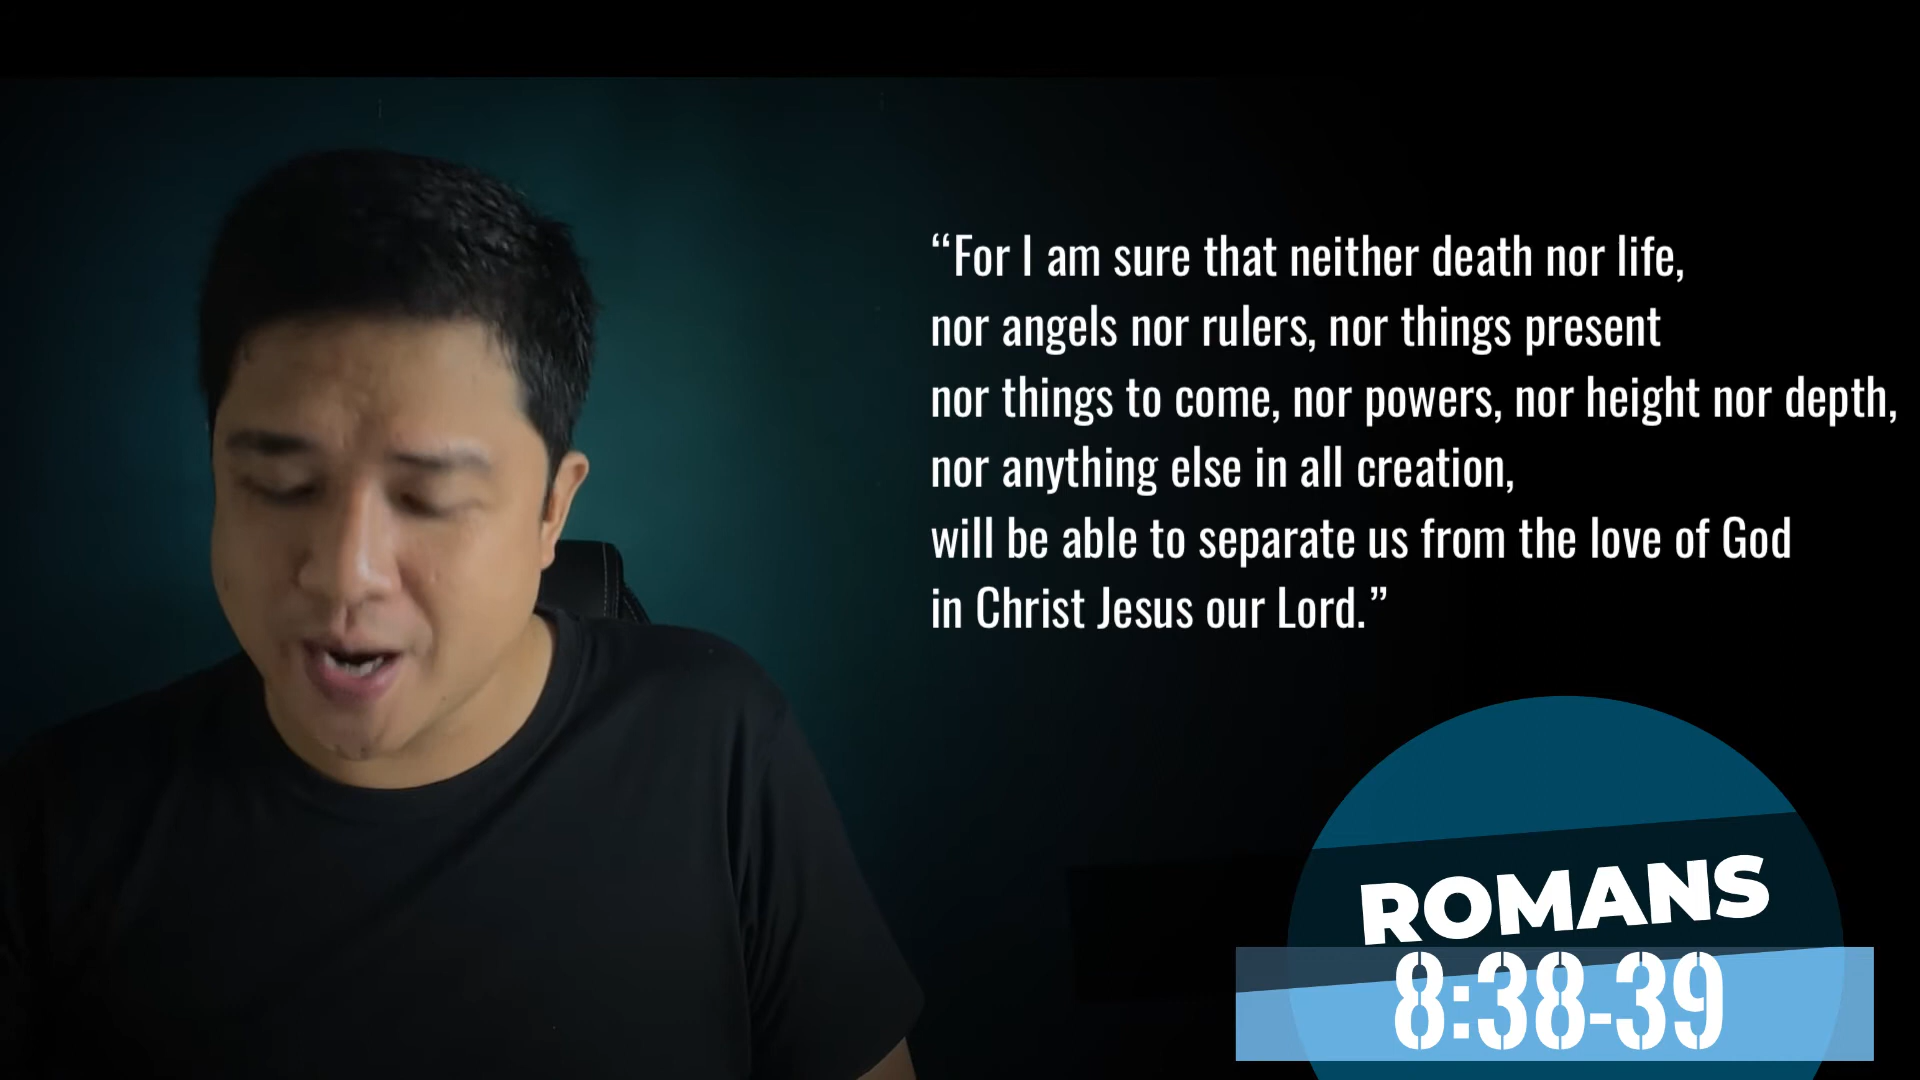 “For I am sure that neither death nor life,
nor angels nor rulers, nor things present
nor things to come, nor powers, nor height nor depth,
nor anything else in all creation,
will be able to separate us from the love of God
in Christ Jesus our Lord.”
ROMANS
8:38-39